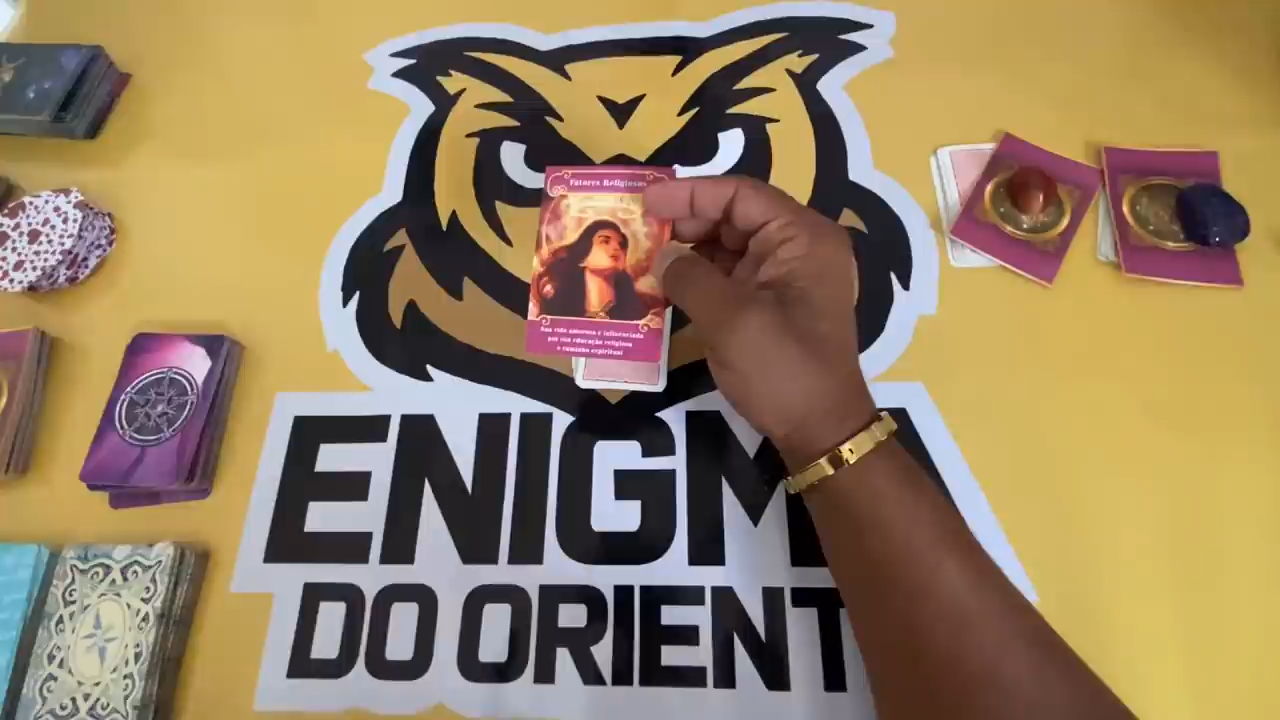 Fatores Religiosos
Sua vida amorosa é influenciada
por sua educação religiosa
e caminho espiritual
ENIGM
DO ORIENT